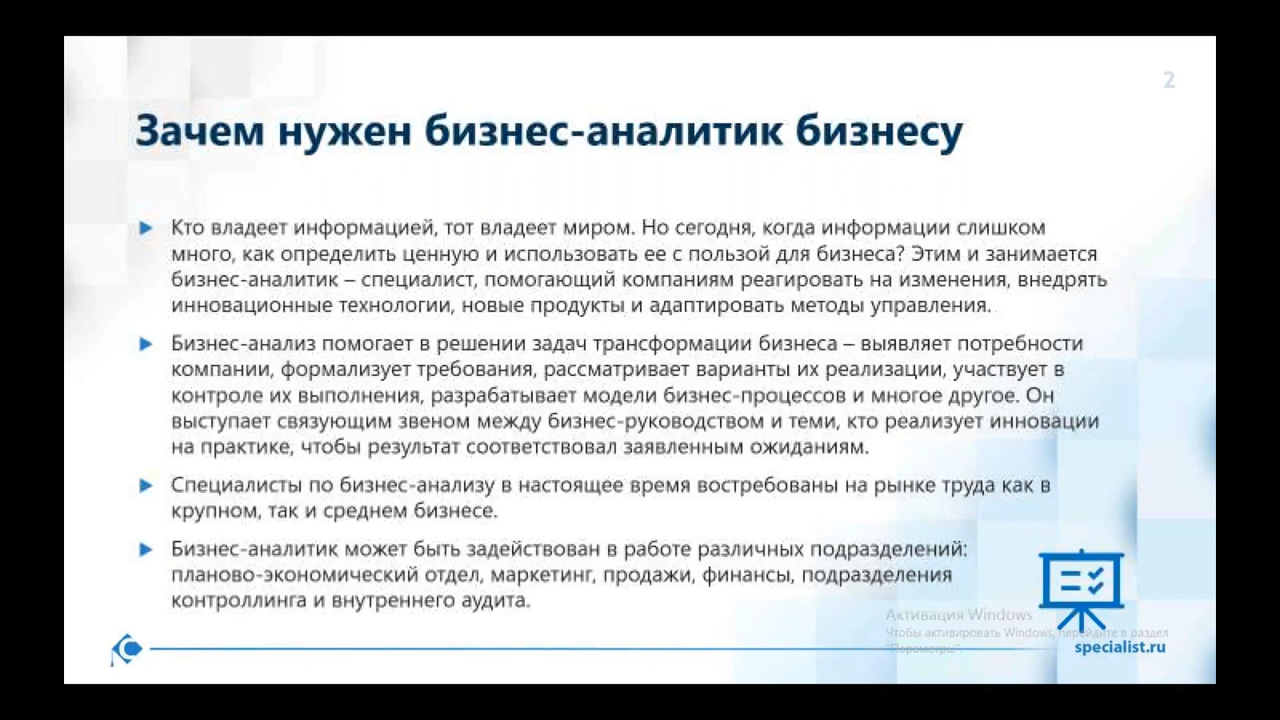 2
Зачем нужен бизнес-аналитик бизнесу
Кто владеет информацией, тот владеет миром. Но сегодня, когда информации слишком
много, как определить ценную и использовать ее с пользой для бизнеса? Этим и занимается
бизнес-аналитик – специалист, помогающий компаниям реагировать на изменения, внедрять
инновационные технологии, новые продукты и адаптировать методы управления.
Бизнес-анализ помогает в решении задач трансформации бизнеса – выявляет потребности
компании, формализует требования, рассматривает варианты их реализации, участвует в
контроле их выполнения, разрабатывает модели бизнес-процессов и многое другое. Он
выступает связующим звеном между бизнес-руководством и теми, кто реализует инновации
на практике, чтобы результат соответствовал заявленным ожиданиям.
Специалисты по бизнес-анализу в настоящее время востребованы на рынке труда как в
крупном, так и среднем бизнесе.
Бизнес-аналитик может быть задействован в работе различных подразделений:
планово-экономический отдел, маркетинг, продажи, финансы, подразделения
контроллинга и внутреннего аудита.
Активация Windows
Чтобы активировать Windows, перейдите в раздел
"Параметры".
specialist.ru